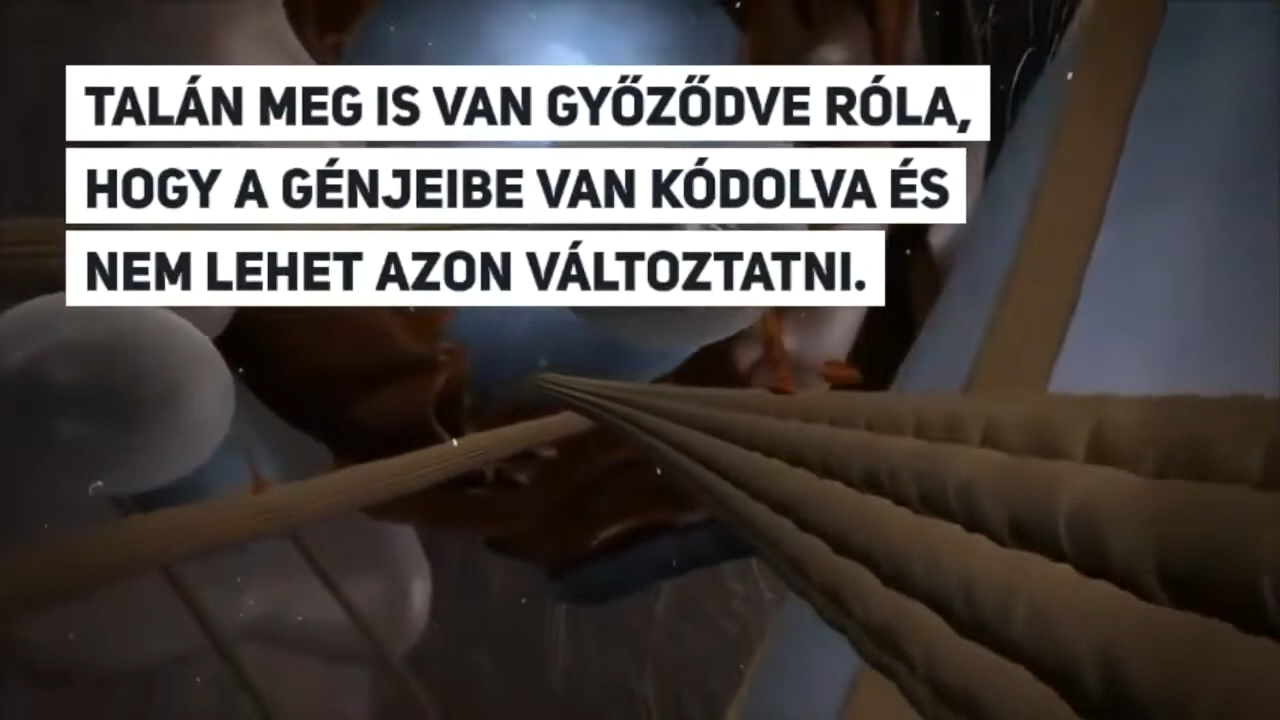 TALÁN MEG IS VAN GYŐZŐDVE RÓLA,
HOGY A GÉNJEIBE VAN KÓDOLVA ÉS
NEM LEHET AZON VÁLTOZTATNI.